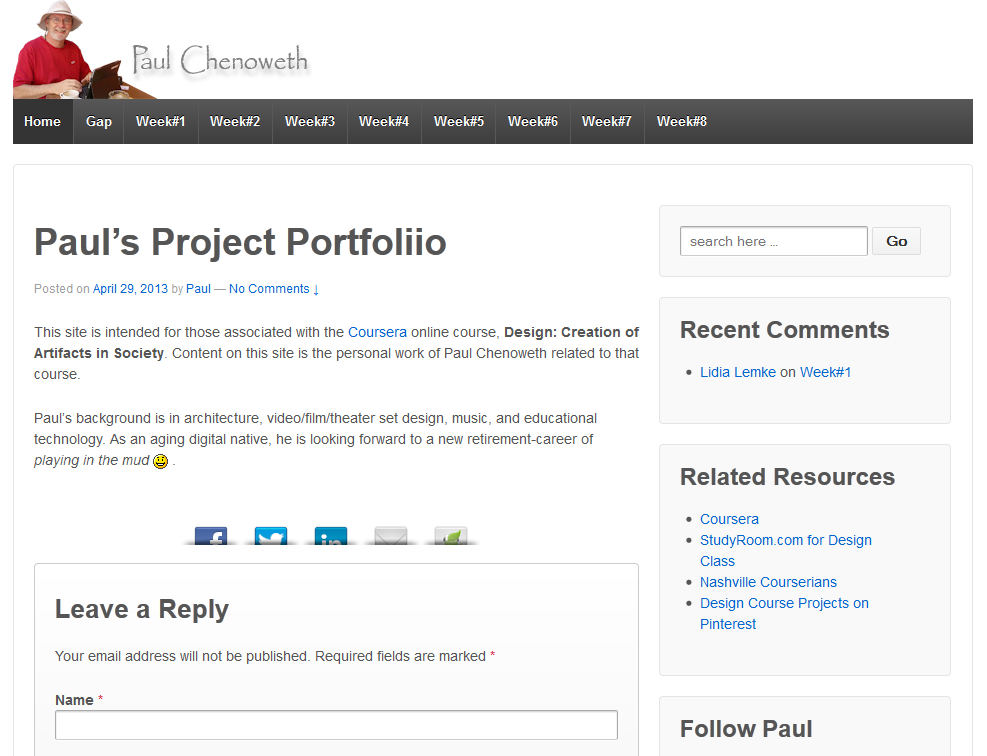 Paul Chenoweth
Home Gap Week#1 Week#2 Week#3 Week#4 Week#5 Week#6 Week#7 Week#8
Paul’s Project Portfoliio
Posted on April 29, 2013 by Paul — No Comments ↓
This site is intended for those associated with the Coursera online course, Design: Creation of
Artifacts in Society. Content on this site is the personal work of Paul Chenoweth related to that
course.
Paul’s background is in architecture, video/film/theater set design, music, and educational
technology. As an aging digital native, he is looking forward to a new retirement-career of
playing in the mud .
Leave a Reply
Your email address will not be published. Required fields are marked *
Name *
search here ...
Go
Recent Comments
Lidia Lemke on Week#1
Related Resources
Coursera
StudyRoom.com for Design
Class
Nashville Courserians
Design Course Projects on
Pinterest
Follow Paul